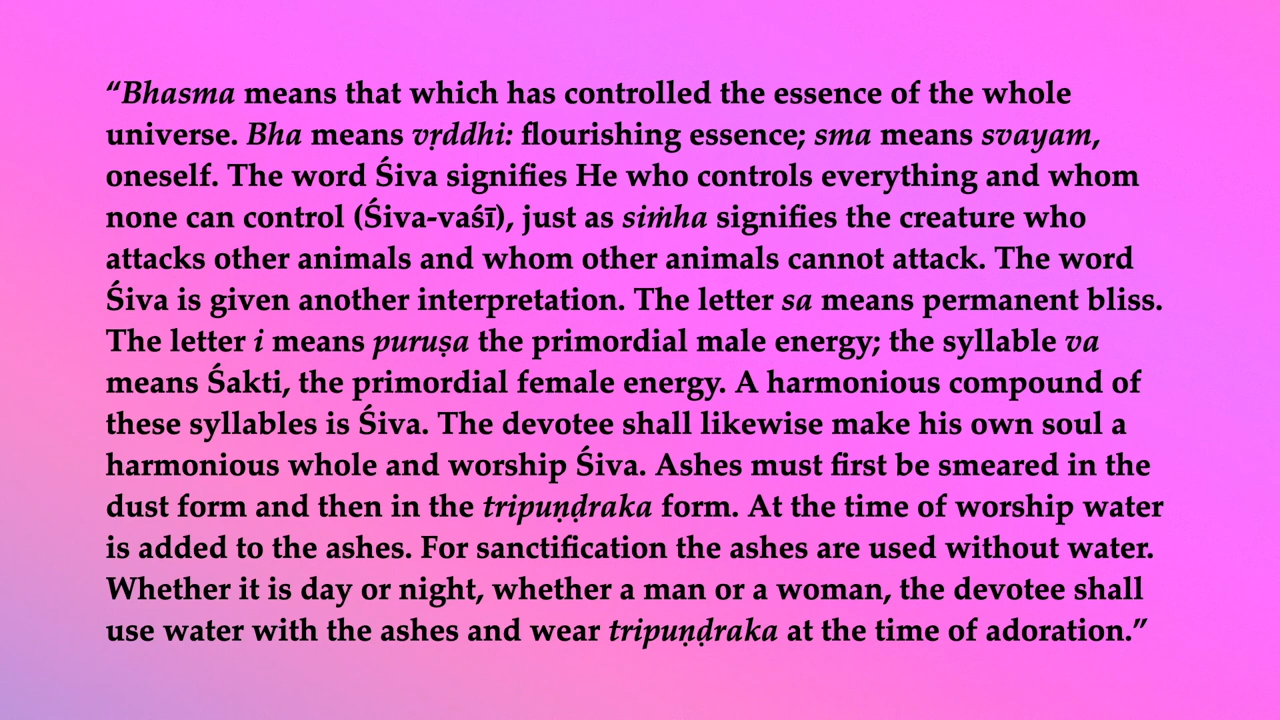 “Bhasma means that which has controlled the essence of the whole
universe. Bha means vṛddhi: flourishing essence; sma means svayam,
oneself. The word Śiva signifies He who controls everything and whom
none can control (Śiva-vaśī), just as siṁha signifies the creature who
attacks other animals and whom other animals cannot attack. The word
Śiva is given another interpretation. The letter sa means permanent bliss.
The letter i means puruṣa the primordial male energy; the syllable va
means Śakti, the primordial female energy. A harmonious compound of
these syllables is Śiva. The devotee shall likewise make his own soul a
harmonious whole and worship Śiva. Ashes must first be smeared in the
dust form and then in the tripuṇḍraka form. At the time of worship water
is added to the ashes. For sanctification the ashes are used without water.
Whether it is day or night, whether a man or a woman, the devotee shall
use water with the ashes and wear tripuṇḍraka at the time of adoration.”